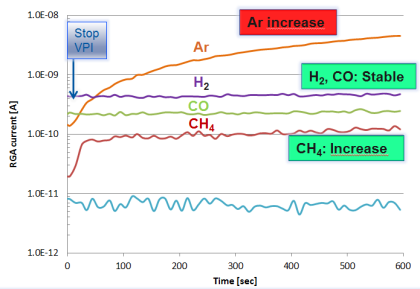 1.0E-08
Stop
VPI
Ar increase
Ar
1.0E-09
H2
H2, CO: Stable
CO
CH4
1.0E-10
CH4: Increase
RGA current [A]
1.0E-11
1.0E-12
0 100 200 300 400 500 600
Time [sec]